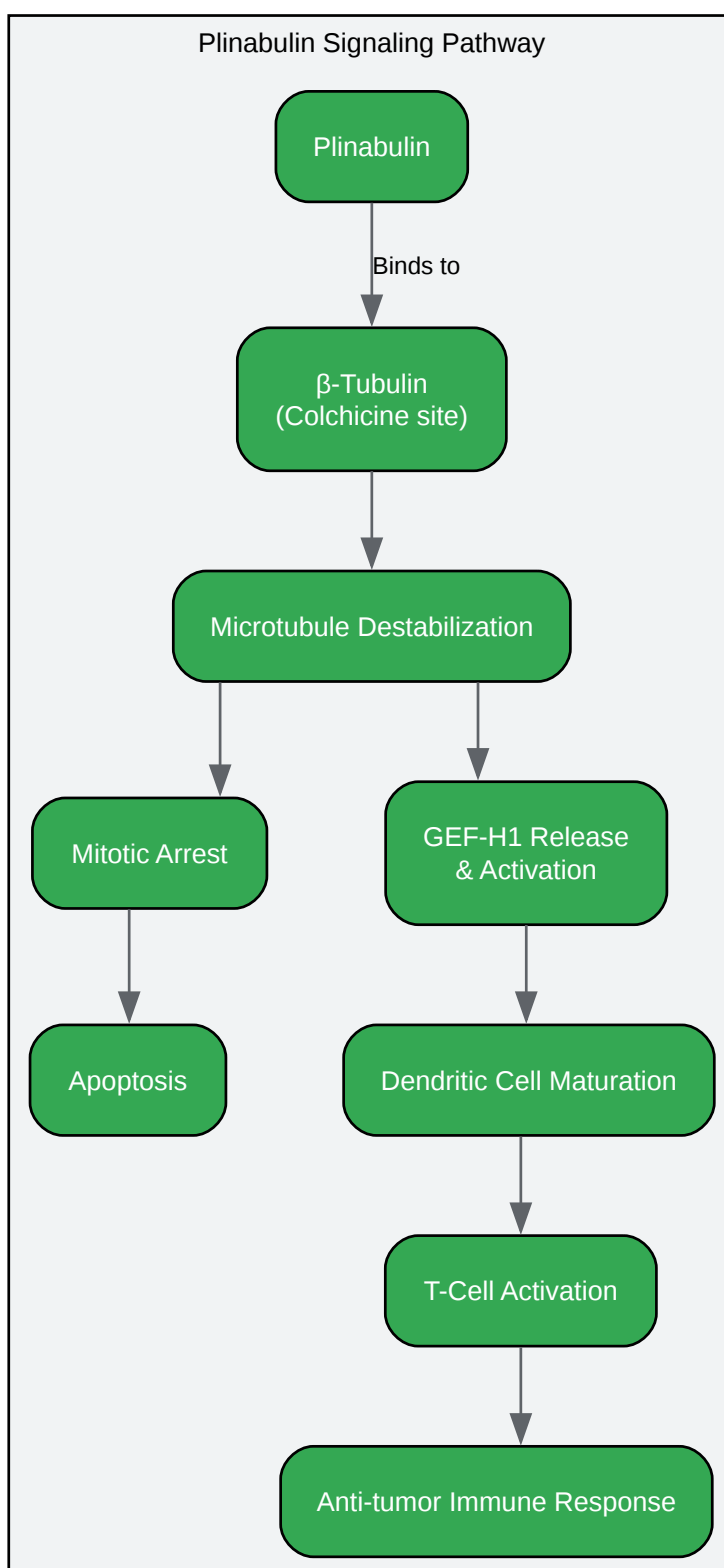 Plinabulin Signaling Pathway
Plinabulin
Binds to
β-Tubulin
(Colchicine site)
Microtubule Destabilization
Mitotic Arrest
GEF-H1 Release
& Activation
Apoptosis
Dendritic Cell Maturation
T-Cell Activation
Anti-tumor Immune Response